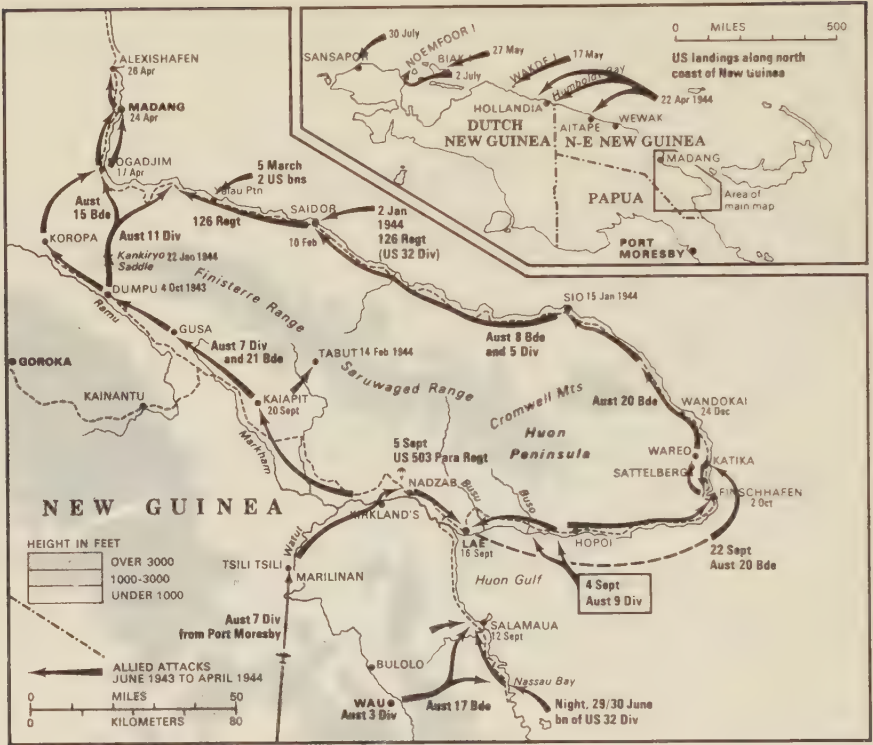 ALEXISHAFEN
26 Apr
MADANG
24 Apr
BOGADJIM
17 Apr
5 March
2 US bns
Yalau Ptn
Aust
15 Bde
126 Regt
SAIDOR
10 Feb
2 Jan
1944
126 Regt
(US 32 Div)
KOROPA
Aust 11 Div
Kankiryo 22 Jan 1944
Saddle
DUMPU 4 Oct 1943
Ramu
Finisterre Range
GUSA
Aust 7 Div
and 21 Bde
TABUT 14 Feb 1944
GOROKA
KAINANTU
KAIAPIT
20 Sept
Markham
Saruwaged Range
SIO 15 Jan 1944
Aust 8 Bde
and 5 Div
Cromwell Mts
Huon
Peninsula
Aust 20 Bde
WANDOKAI
24 Dec
WAREO
KATIKA
SATTELBERG
FINSCHHAFEN
2 Oct
5 Sept
US 503 Para Regt
NADZAB
Busu
Buso
KIRKLAND'S
LAE
16 Sept
HOPOI
22 Sept
Aust 20 Bde
4 Sept
Aust 9 Div
Huon Gulf
NEW GUINEA
Watut
TSILI TSILI
MARILINAN
Aust 7 Div
from Port Moresby
SALAMAUA
12 Sept
BULOLO
Nassau Bay
WAU
Aust 3 Div
Aust 17 Bde
Night, 29/30 June
bn of US 32 Div
HEIGHT IN FEET
OVER 3000
1000-3000
UNDER 1000
ALLIED ATTACKS
JUNE 1943 TO APRIL 1944
0 MILES 50
0 KILOMETERS 80
30 July
SANSAPOR
NOEMFOOR I
BIAK I
27 May
2 July
WAKDE I
17 May
Humboldt Bay
HOLLANDIA
22 Apr 1944
AITAPE
WEWAK
DUTCH
NEW GUINEA
N-E NEW GUINEA
MADANG
PAPUA
Area of
main map
PORT
MORESBY
0 MILES 500
US landings along north
coast of New Guinea